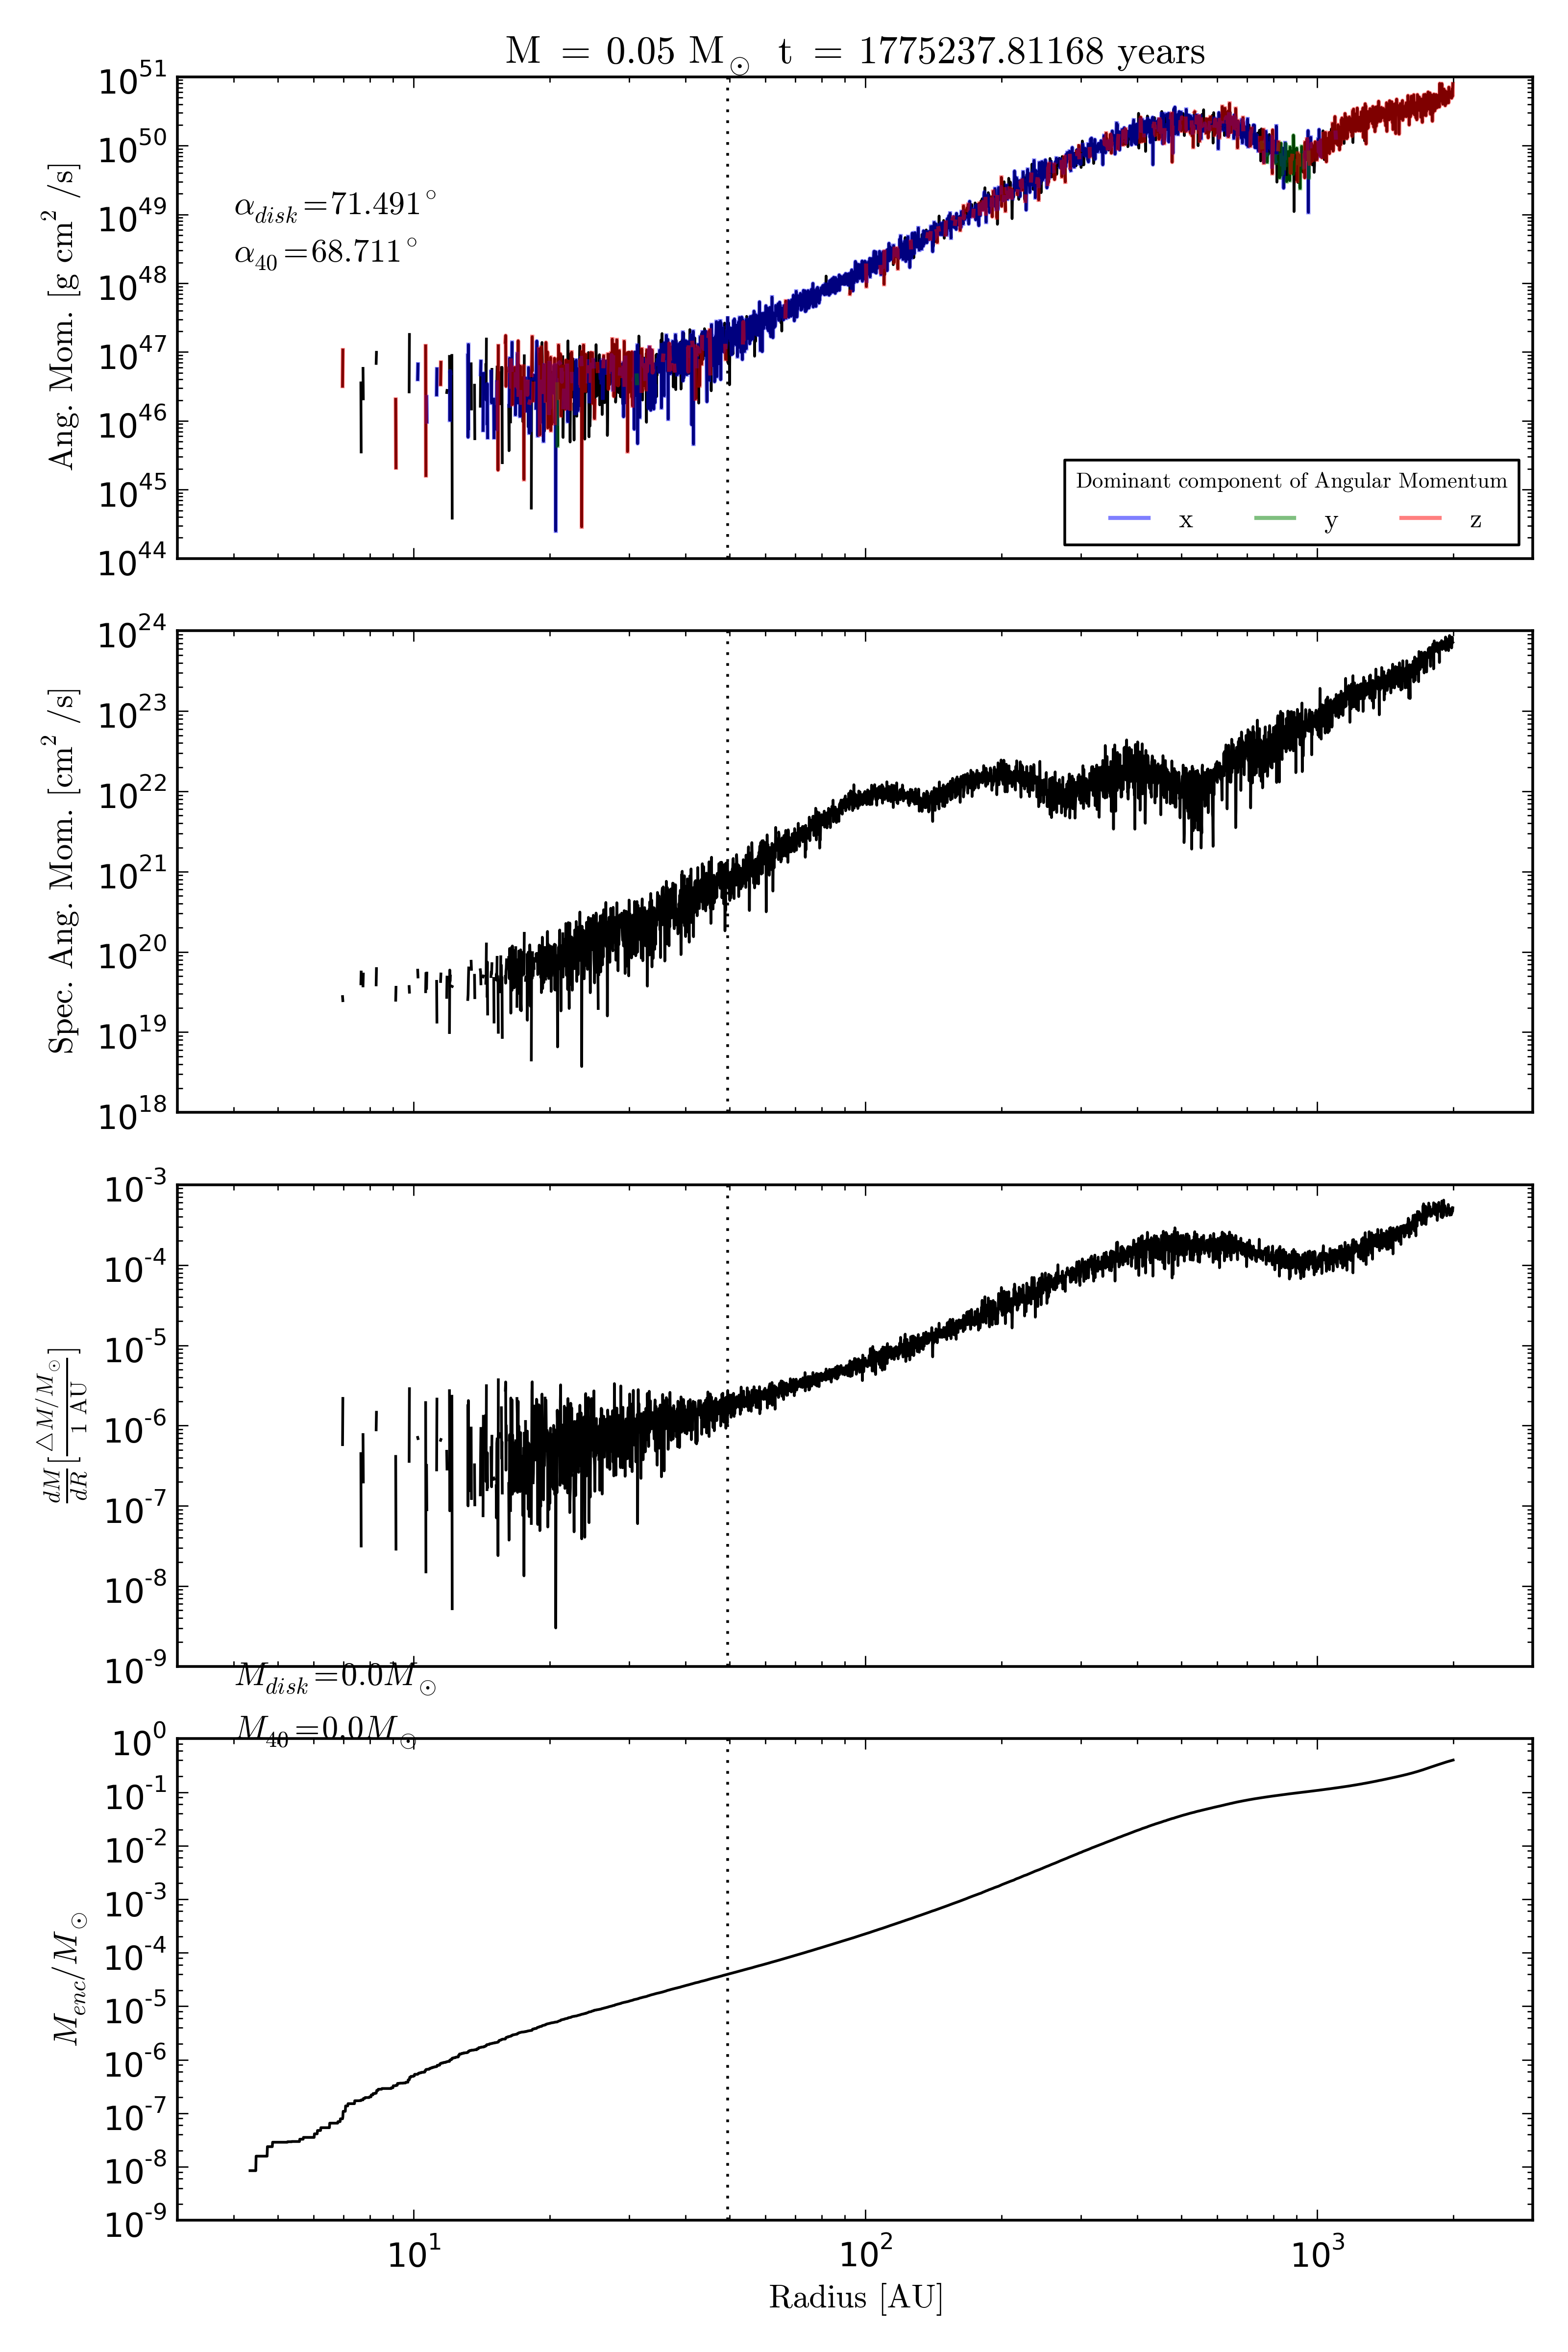 M = 0.05 M⊙ t = 1775237.81168 years
10^51
10^50
10^49
10^48
10^47
10^46
10^45
10^44
Ang. Mom. [g cm^2 /s]
α_disk=71.491°
α_40=68.711°
Dominant component of Angular Momentum
x y z
10^24
10^23
10^22
10^21
10^20
10^19
10^18
Spec. Ang. Mom. [cm^2 /s]
10^-3
10^-4
10^-5
10^-6
10^-7
10^-8
10^-9
dM/dR [△M/M⊙ / 1 AU]
M_disk=0.0M⊙
M_40=0.0M⊙
10^0
10^-1
10^-2
10^-3
10^-4
10^-5
10^-6
10^-7
10^-8
10^-9
M_enc/M⊙
10^1 10^2 10^3
Radius [AU]